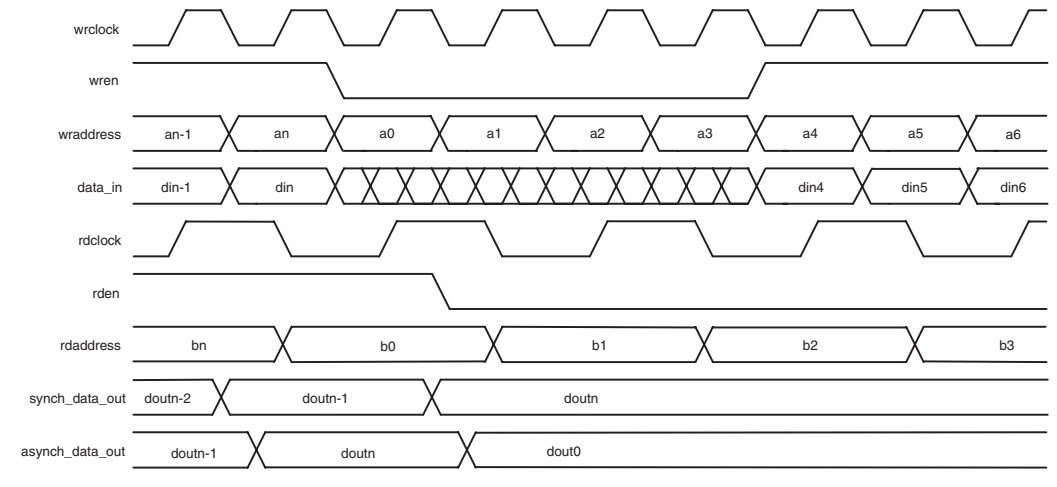 wrclock
wren
wraddress an-1 an a0 a1 a2 a3 a4 a5 a6
data_in din-1 din din4 din5 din6
rdclock
rden
rdaddress bn b0 b1 b2 b3
synch_data_out doutn-2 doutn-1 doutn
asynch_data_out doutn-1 doutn dout0